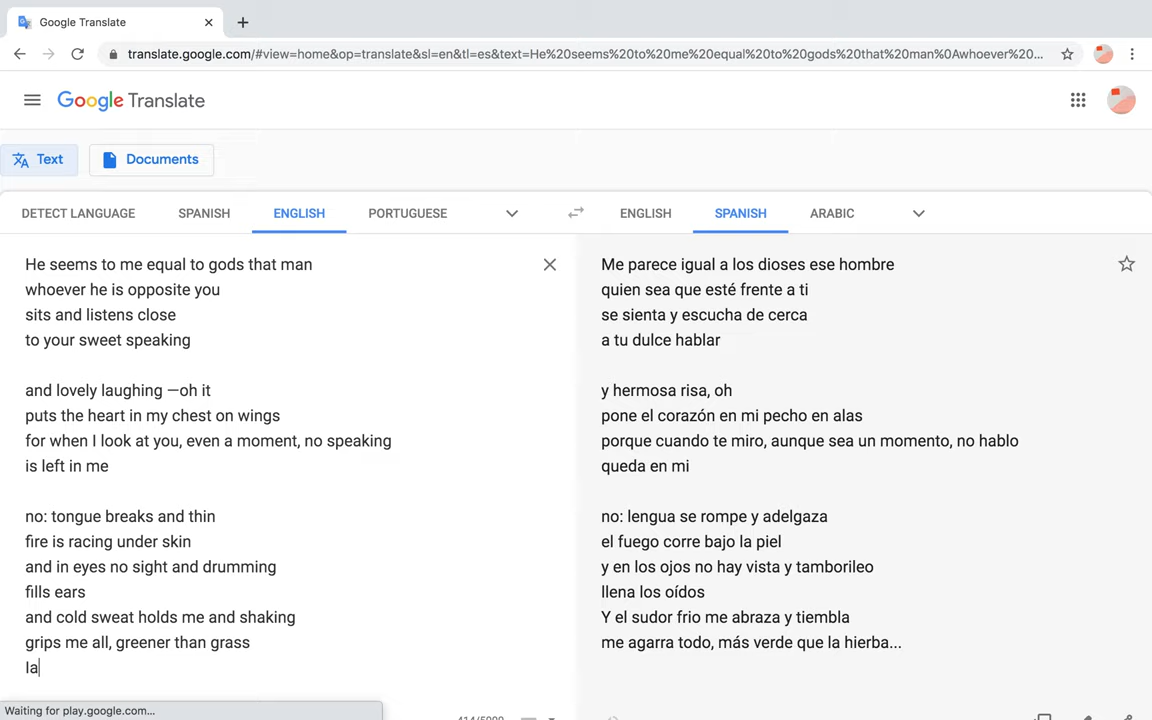 Google Translate
translate.google.com/#view=home&op=translate&sl=en&tl=es&text=He%20seems%20to%20me%20equal%20to%20gods%20that%20man%0Awhoever%20...
Google Translate
Text
Documents
DETECT LANGUAGE SPANISH ENGLISH PORTUGUESE
ENGLISH SPANISH ARABIC
He seems to me equal to gods that man
whoever he is opposite you
sits and listens close
to your sweet speaking
and lovely laughing —oh it
puts the heart in my chest on wings
for when I look at you, even a moment, no speaking
is left in me
no: tongue breaks and thin
fire is racing under skin
and in eyes no sight and drumming
fills ears
and cold sweat holds me and shaking
grips me all, greener than grass
Ia
Me parece igual a los dioses ese hombre
quien sea que esté frente a ti
se sienta y escucha de cerca
a tu dulce hablar
y hermosa risa, oh
pone el corazón en mi pecho en alas
porque cuando te miro, aunque sea un momento, no hablo
queda en mi
no: lengua se rompe y adelgaza
el fuego corre bajo la piel
y en los ojos no hay vista y tamborileo
llena los oídos
Y el sudor frio me abraza y tiembla
me agarra todo, más verde que la hierba...
Waiting for play.google.com...